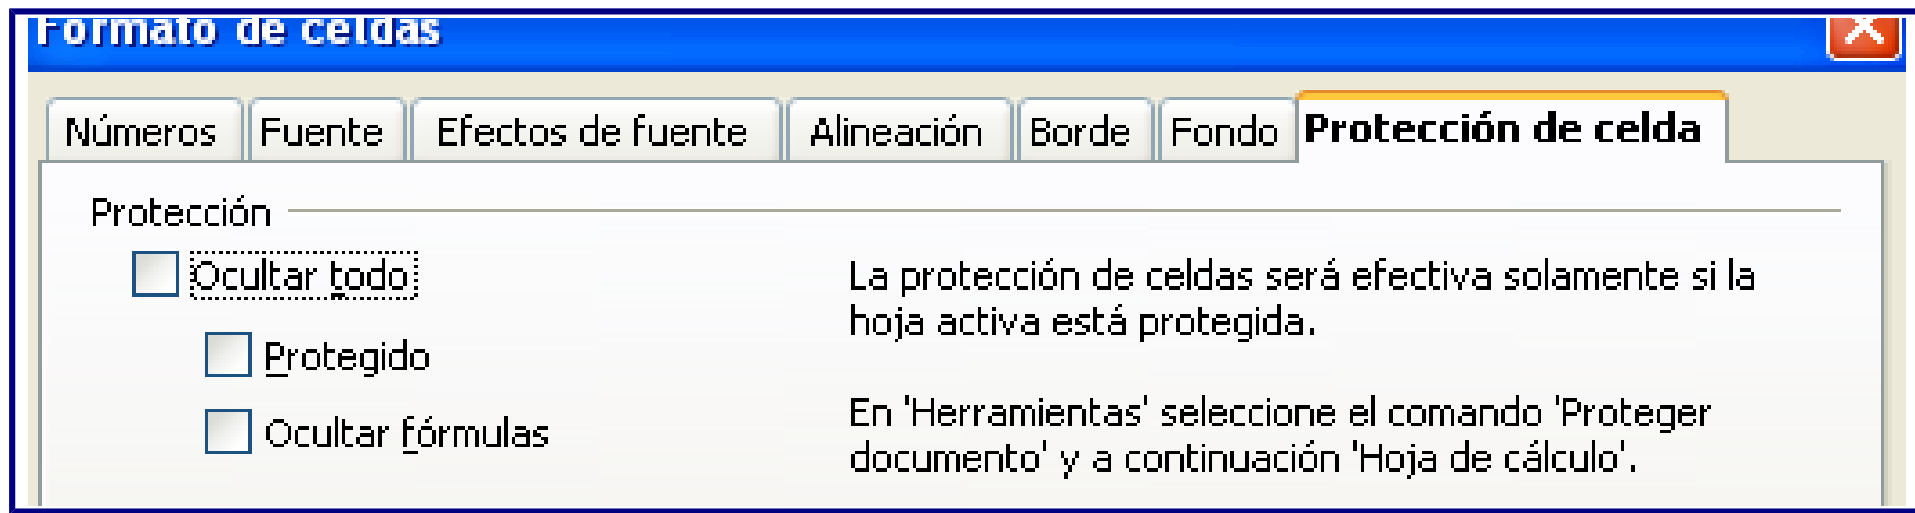 Formato de celdas
Números Fuente Efectos de fuente Alineación Borde Fondo Protección de celda
Protección
Ocultar todo
Protegido
Ocultar fórmulas
La protección de celdas será efectiva solamente si la
hoja activa está protegida.
En 'Herramientas' seleccione el comando 'Proteger
documento' y a continuación 'Hoja de cálculo'.